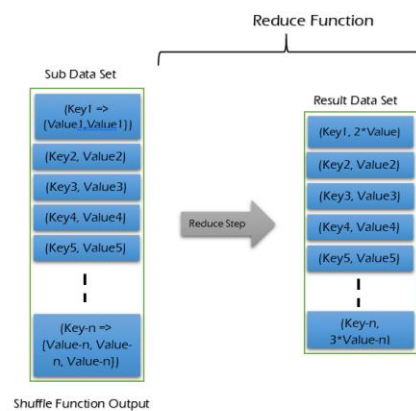 Reduce Function
Sub Data Set
(Key1 =>
{Value1,Value1})
(Key2, Value2)
(Key3, Value3)
(Key4, Value4)
(Key5, Value5)
(Key-n =>
{Value-n, Value-
n, Value-n})
Shuffle Function Output
Reduce Step
Result Data Set
(Key1, 2*Value)
(Key2, Value2)
(Key3, Value3)
(Key4, Value4)
(Key5, Value5)
(Key-n,
3*Value-n)